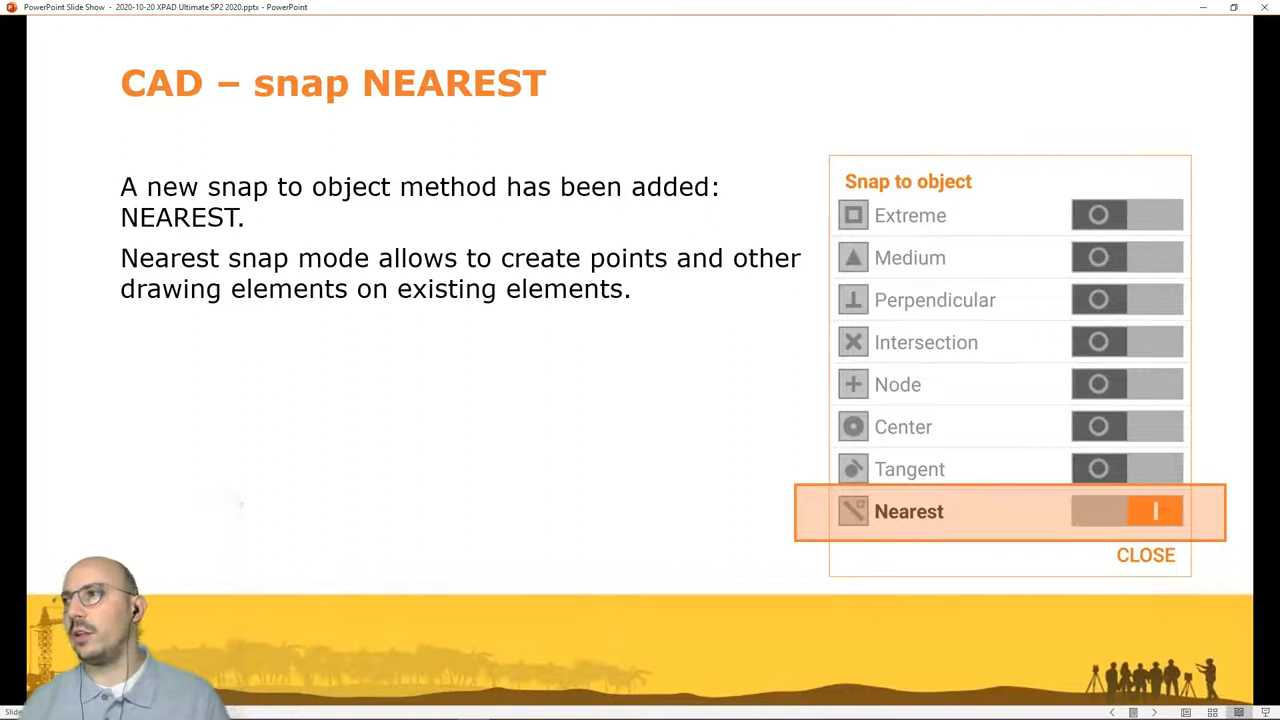 PowerPoint Slide Show - 2020-10-20 XPAD Ultimate SP2 2020.pptx - PowerPoint
CAD – snap NEAREST
A new snap to object method has been added:
NEAREST.
Nearest snap mode allows to create points and other
drawing elements on existing elements.
Snap to object
Extreme
Medium
Perpendicular
Intersection
Node
Center
Tangent
Nearest
CLOSE